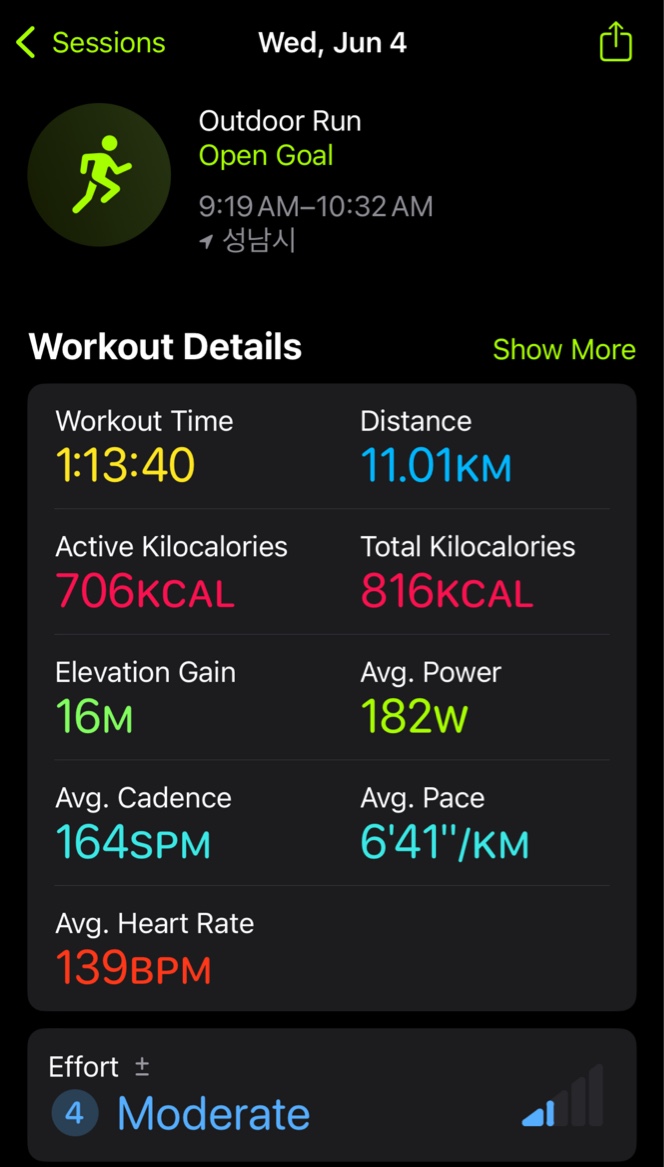 Sessions
Wed, Jun 4
Outdoor Run
Open Goal
9:19 AM–10:32 AM
성남시
Workout Details
Show More
Workout Time
Distance
1:13:40
11.01KM
Active Kilocalories
Total Kilocalories
706KCAL
816KCAL
Elevation Gain
Avg. Power
16M
182W
Avg. Cadence
Avg. Pace
164SPM
6'41"/KM
Avg. Heart Rate
139BPM
Effort ±
4 Moderate